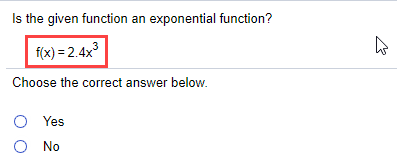 Is the given function an exponential function?
f(x) = 2.4x³
Choose the correct answer below.
Yes
No